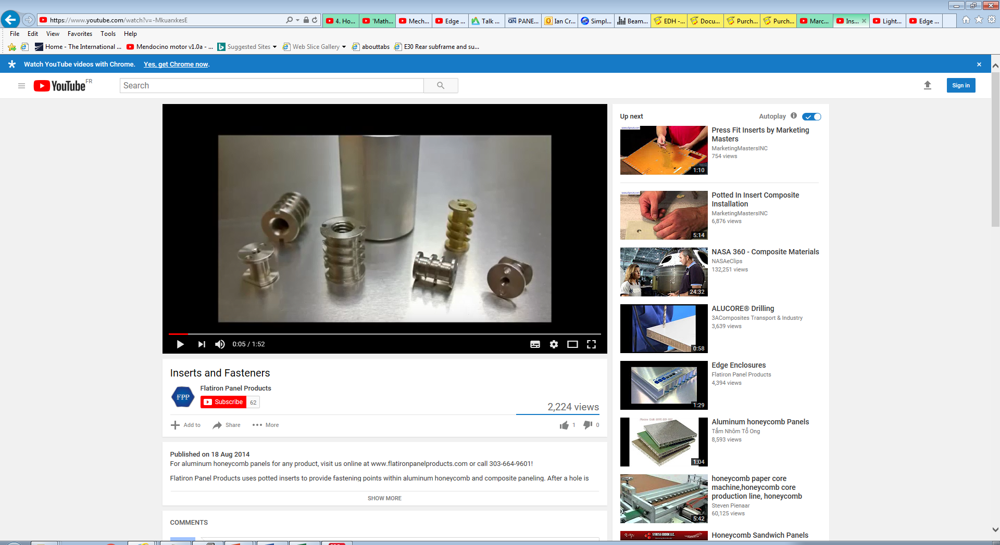 https://www.youtube.com/watch?v=-MkuarxkesE
4. Ho...
'Math...
Mech...
Edge ...
Talk ...
QN PANE...
Ian Cr...
Simpl...
Beam...
EDH -...
Docu...
Purch...
Purch...
Marc...
Ins...
Light...
Edge ...
File Edit View Favorites Tools Help
Home - The International ...
Mendocino motor v1.0a - ...
Suggested Sites
Web Slice Gallery
abouttabs
E30 Rear subframe and su...
Watch YouTube videos with Chrome. Yes, get Chrome now.
YouTube FR
Search
Sign in
0:05 / 1:52
Inserts and Fasteners
FPP
Flatiron Panel Products
Subscribe 62
2,224 views
Add to Share More
1 0
Published on 18 Aug 2014
For aluminum honeycomb panels for any product, visit us online at www.flatironpanelproducts.com or call 303-664-9601!
Flatiron Panel Products uses potted inserts to provide fastening points within aluminum honeycomb and composite paneling. After a hole is
SHOW MORE
COMMENTS
Up next
Autoplay
www.clipnuts.com
1:10
Press Fit Inserts by Marketing
Masters
MarketingMastersINC
754 views
www.clipnuts.com
5:14
Potted In Insert Composite
Installation
MarketingMastersINC
6,876 views
24:32
NASA 360 - Composite Materials
NASAeClips
132,251 views
0:58
ALUCORE® Drilling
3AComposites Transport & Industry
3,639 views
1:29
Edge Enclosures
Flatiron Panel Products
4,394 views
1:04
Aluminum honeycomb Panels
Tấm Nhôm Tổ Ong
8,593 views
5:42
honeycomb paper core
machine,honeycomb core
production line, honeycomb
Steven Pienaar
60,125 views
STRESS EBOOK LLC.
Honeycomb Sandwich Panels